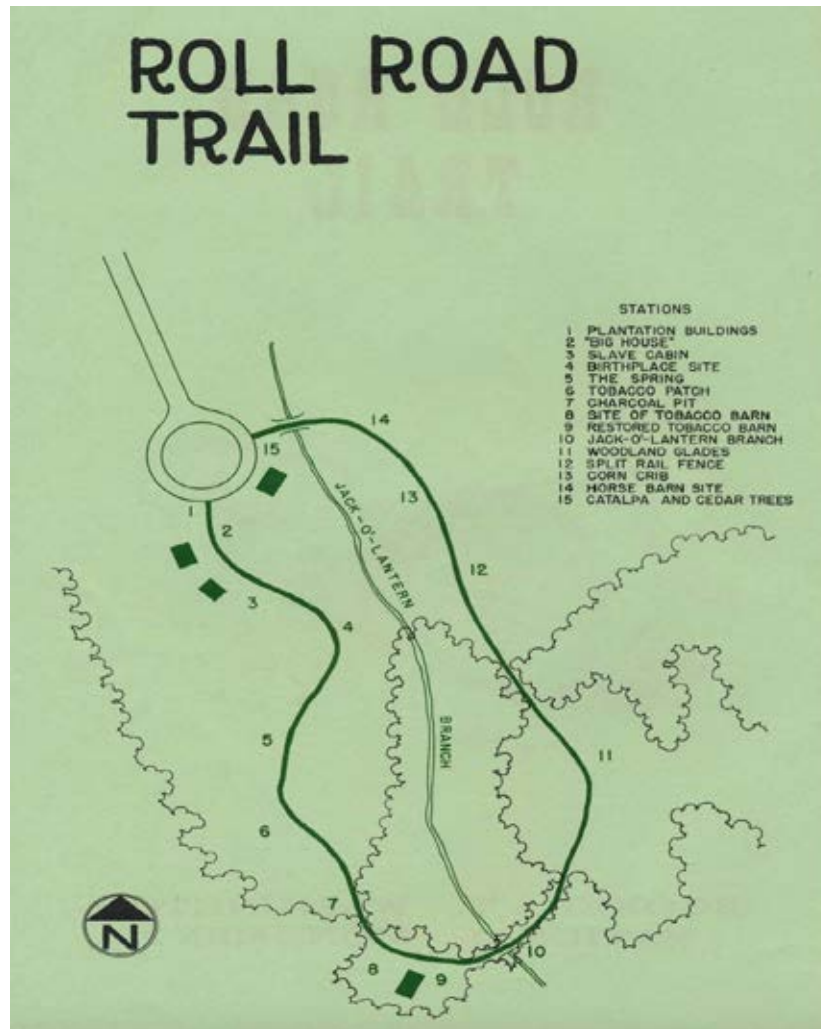 ROLL ROAD
TRAIL
STATIONS
1 PLANTATION BUILDINGS
2 "BIG HOUSE"
3 SLAVE CABIN
4 BIRTHPLACE SITE
5 THE SPRING
6 TOBACCO PATCH
7 CHARCOAL PIT
8 SITE OF TOBACCO BARN
9 RESTORED TOBACCO BARN
10 JACK-O'-LANTERN BRANCH
11 WOODLAND GLADES
12 SPLIT RAIL FENCE
13 CORN CRIB
14 HORSE BARN SITE
15 CATALPA AND CEDAR TREES
14
15
13
JACK-O'-LANTERN
1
2
12
3
4
BRANCH
5
11
6
7
N
10
8
9